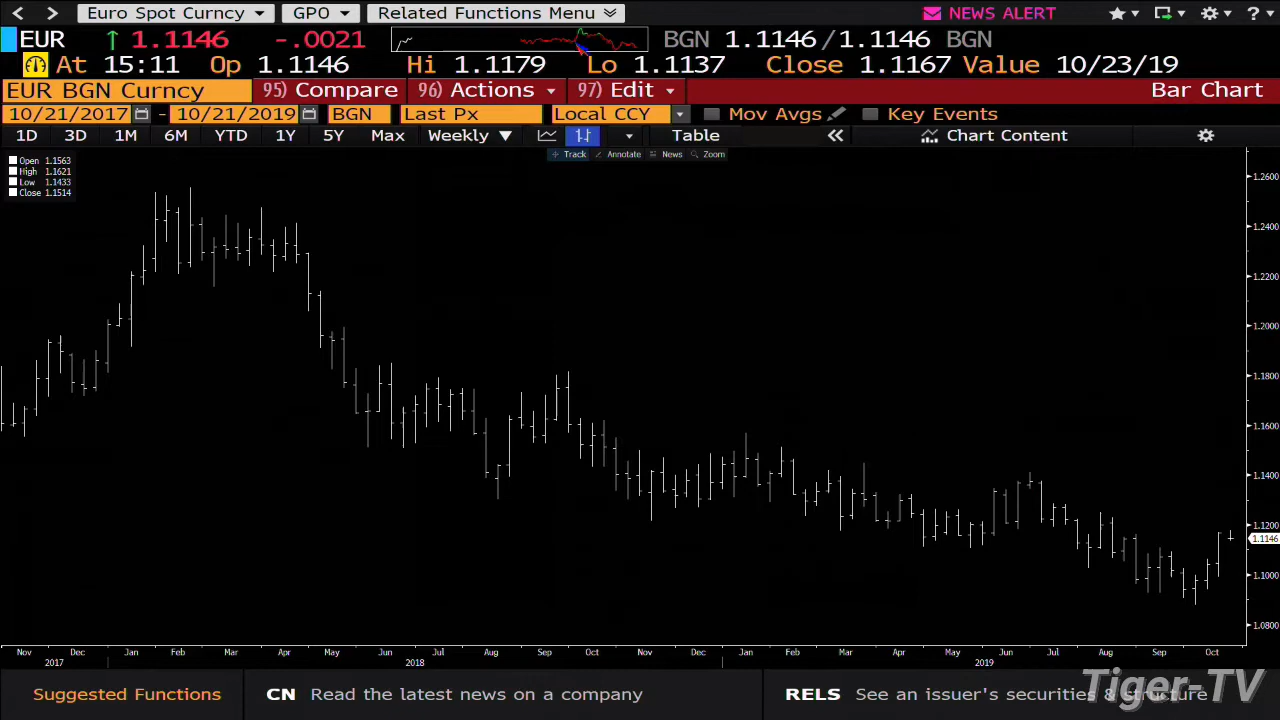 Euro Spot Curncy GPO Related Functions Menu NEWS ALERT ?
EUR ↑ 1.1146 -.0021 BGN 1.1146/1.1146 BGN
At 15:11 Op 1.1146 Hi 1.1179 Lo 1.1137 Close 1.1167 Value 10/23/19
EUR BGN Curncy 95) Compare 96) Actions 97) Edit Bar Chart
10/21/2017 - 10/21/2019 BGN Last Px Local CCY Mov Avgs Key Events
1D 3D 1M 6M YTD 1Y 5Y Max Weekly ▼ Table « Chart Content
Track Annotate News Zoom
Open 1.1563
High 1.1621
Low 1.1433
Close 1.1514
1.2600
1.2400
1.2200
1.2000
1.1800
1.1600
1.1400
1.1200
1.1146
1.1000
1.0800
Nov Dec Jan Feb Mar Apr May Jun Jul Aug Sep Oct Nov Dec Jan Feb Mar Apr May Jun Jul Aug Sep Oct
2017 2018 2019
Suggested Functions CN Read the latest news on a company RELS See an issuer's securities & structure
Tiger-TV